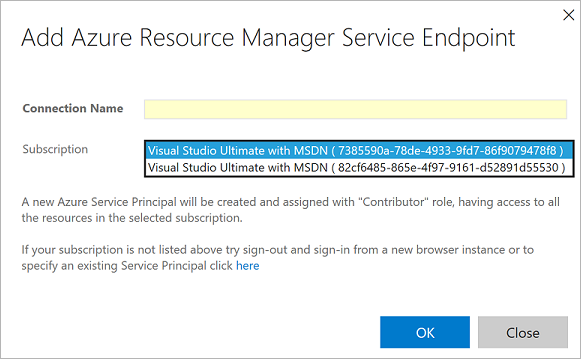 Add Azure Resource Manager Service Endpoint
Connection Name
Subscription
Visual Studio Ultimate with MSDN ( 7385590a-78de-4933-9fd7-86f9079478f8 )
Visual Studio Ultimate with MSDN ( 82cf6485-865e-4f97-9161-d52891d55530 )
A new Azure Service Principal will be created and assigned with "Contributor" role, having access to all
the resources in the selected subscription.
If your subscription is not listed above try sign-out and sign-in from a new browser instance or to
specify an existing Service Principal click here
OK
Close